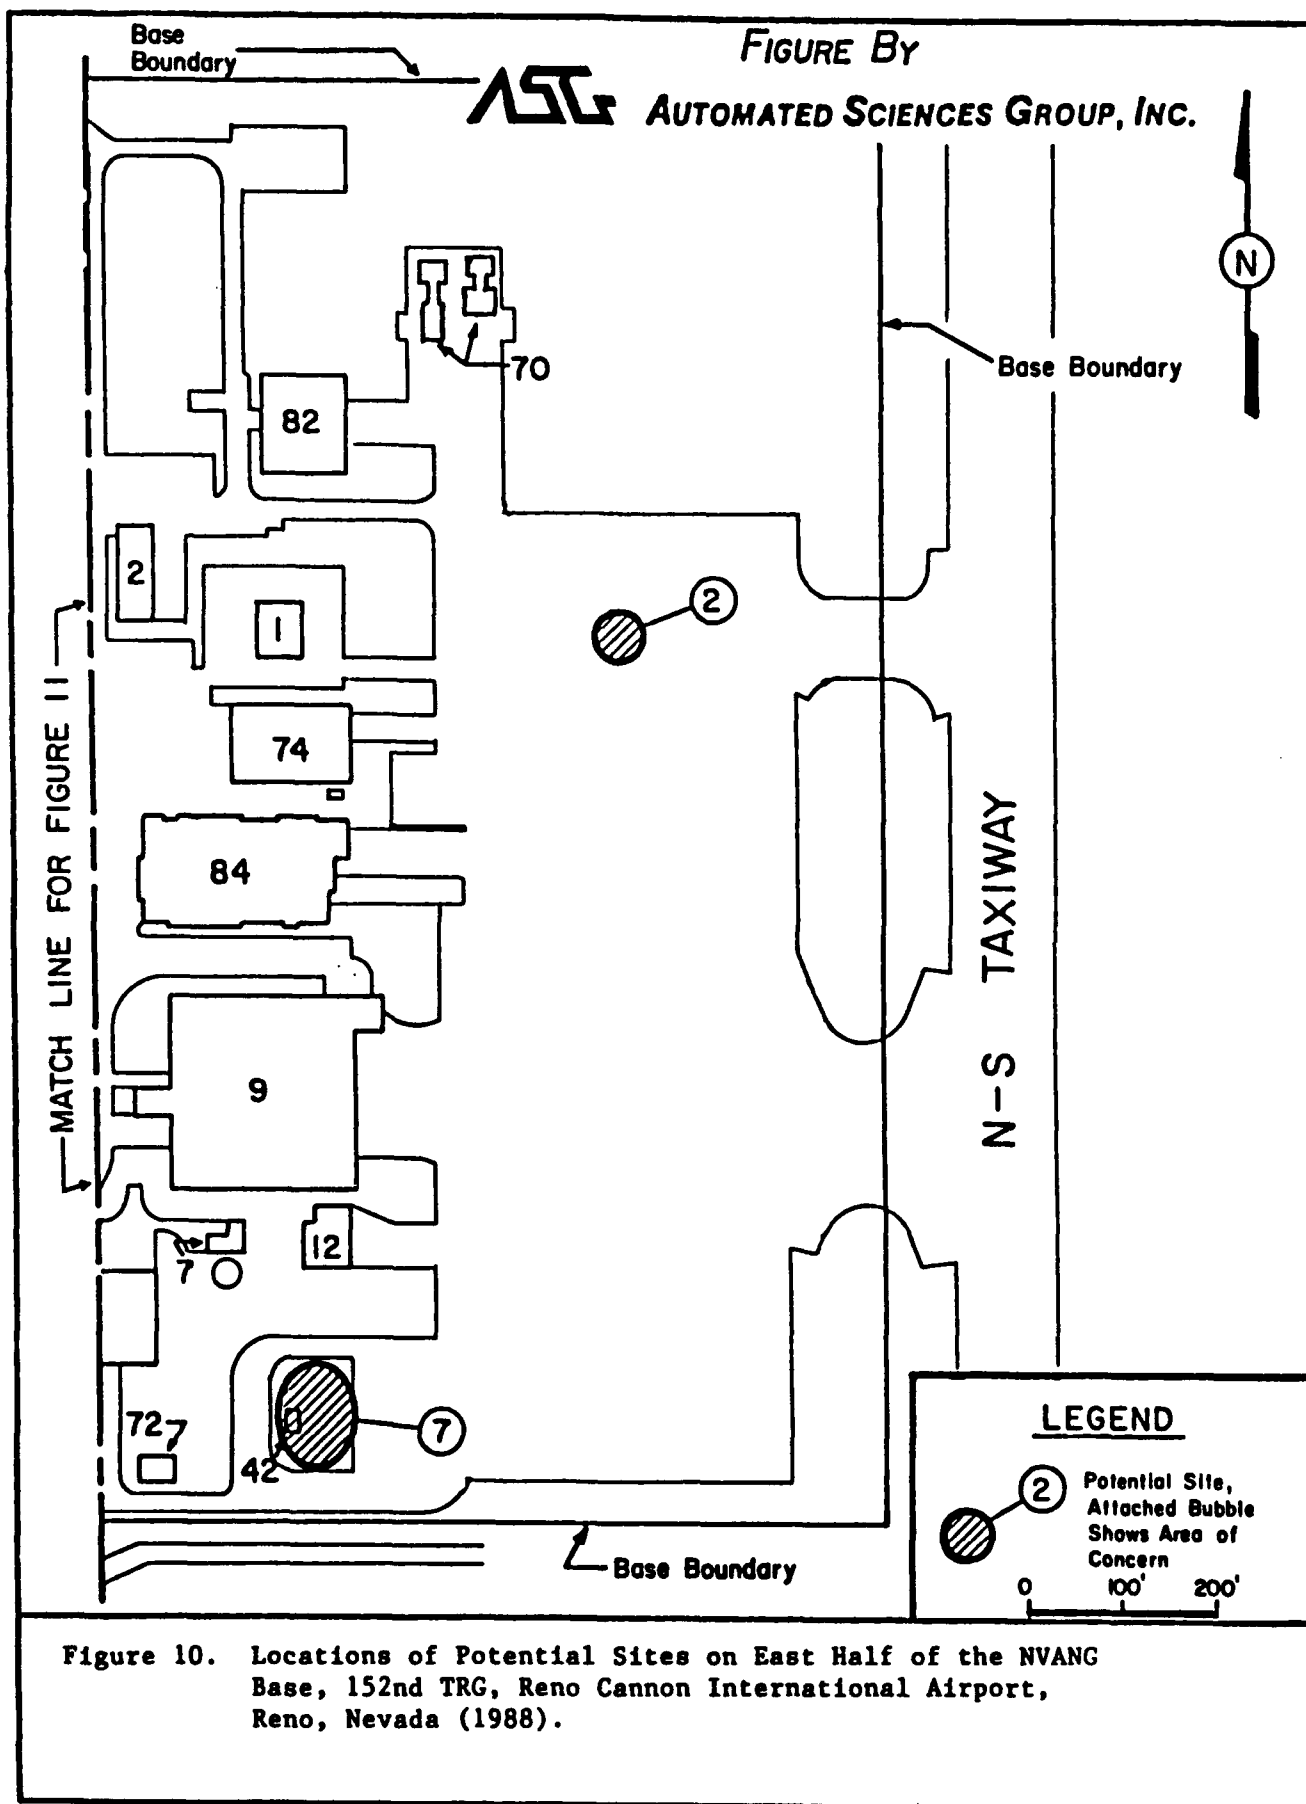 Base
Boundary
FIGURE BY
ASG
AUTOMATED SCIENCES GROUP, INC.
N
70
Base Boundary
82
2
1
2
74
MATCH LINE FOR FIGURE 11
84
N-S TAXIWAY
9
7
12
72
42
7
Base Boundary
LEGEND
2
Potential Site,
Attached Bubble
Shows Area of
Concern
0 100' 200'
Figure 10. Locations of Potential Sites on East Half of the NVANG
Base, 152nd TRG, Reno Cannon International Airport,
Reno, Nevada (1988).